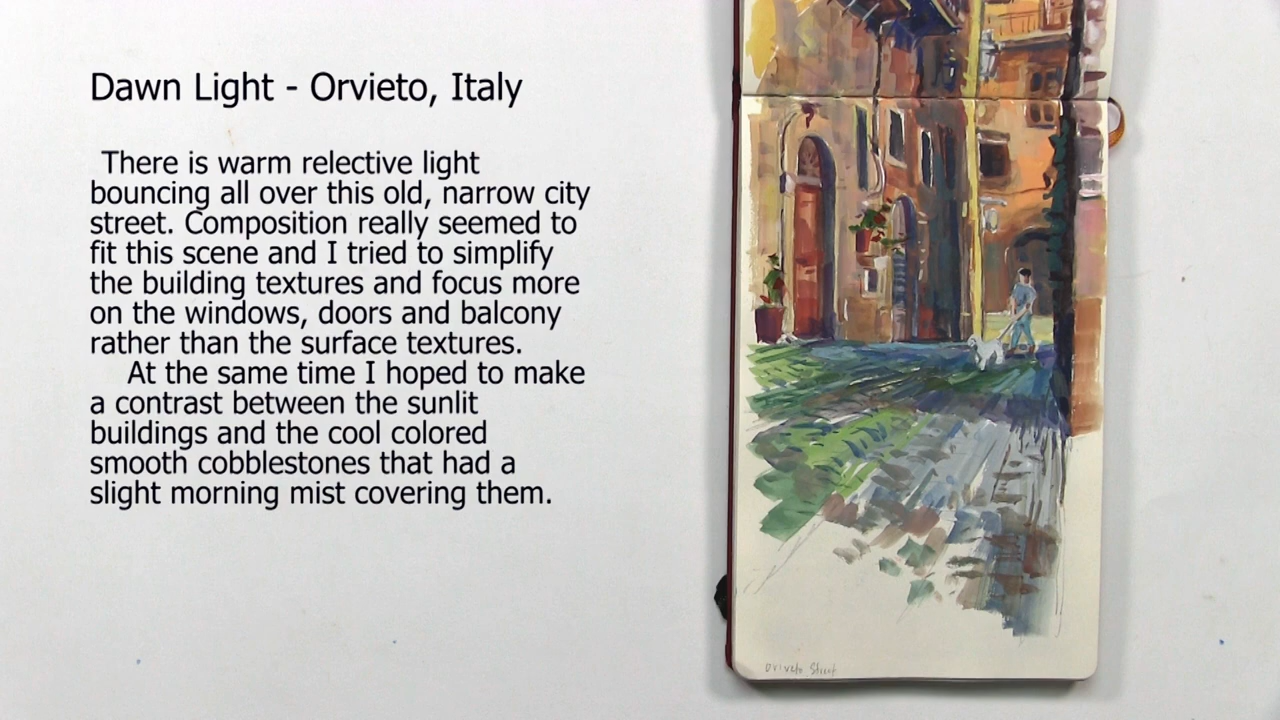 Dawn Light - Orvieto, Italy
There is warm relective light
bouncing all over this old, narrow city
street. Composition really seemed to
fit this scene and I tried to simplify
the building textures and focus more
on the windows, doors and balcony
rather than the surface textures.
At the same time I hoped to make
a contrast between the sunlit
buildings and the cool colored
smooth cobblestones that had a
slight morning mist covering them.
Orvieto Street